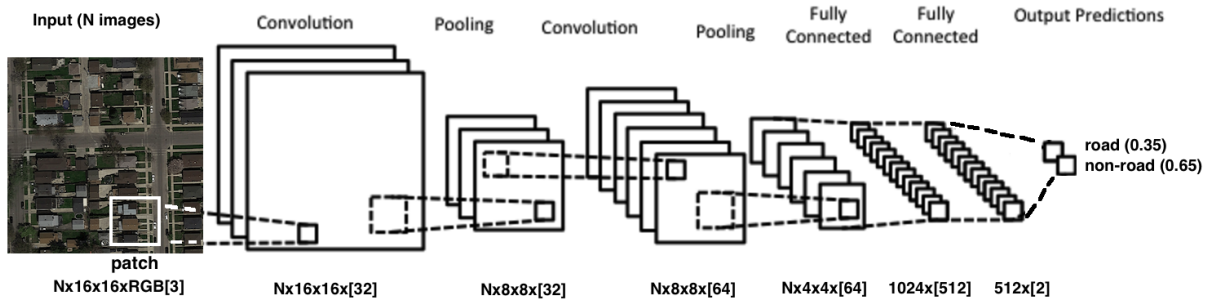 Input (N images)
Convolution
Pooling
Convolution
Pooling
Fully
Connected
Fully
Connected
Output Predictions
road (0.35)
non-road (0.65)
patch
Nx16x16xRGB[3]
Nx16x16x[32]
Nx8x8x[32]
Nx8x8x[64]
Nx4x4x[64]
1024x[512]
512x[2]